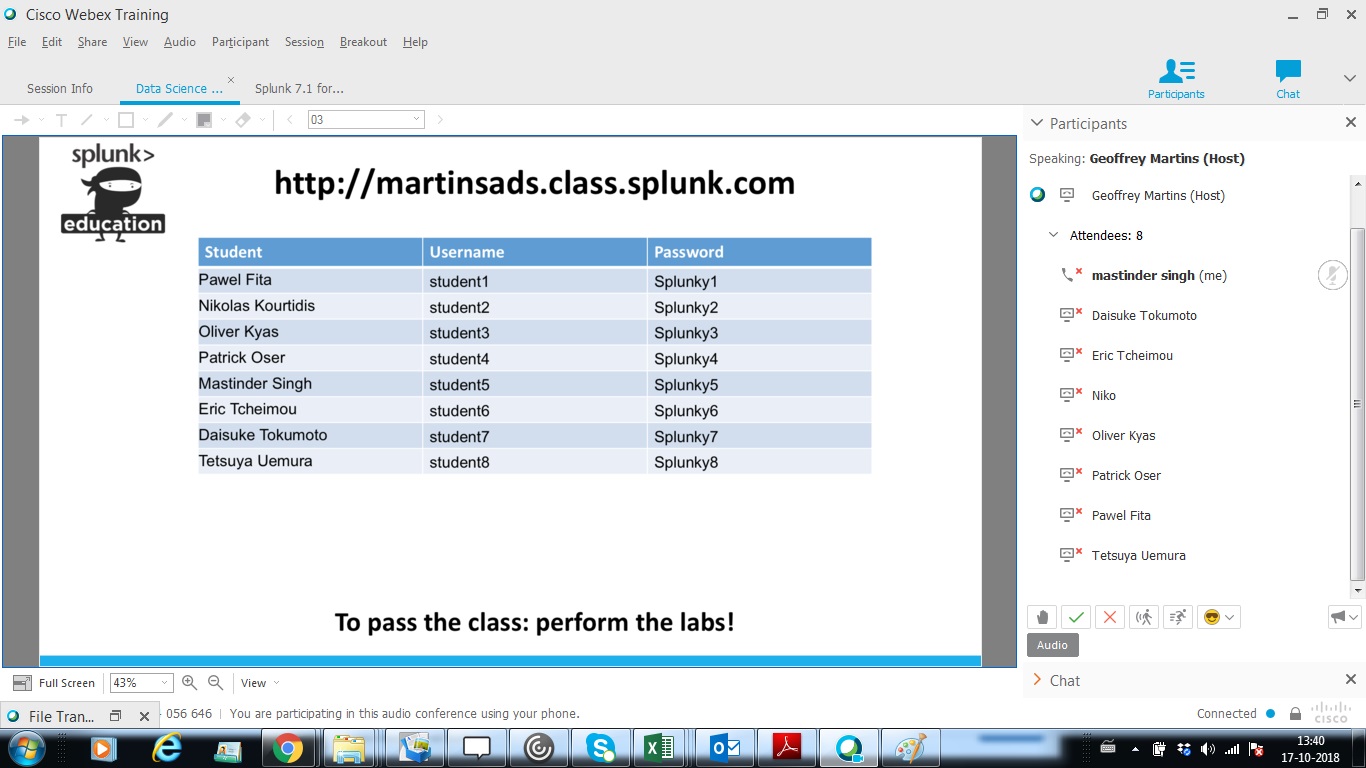 Cisco Webex Training
File Edit Share View Audio Participant Session Breakout Help
Session Info
Data Science ...
Splunk 7.1 for...
Participants
Chat
03
splunk>
education
http://martinsads.class.splunk.com
Student Username Password
Pawel Fita student1 Splunky1
Nikolas Kourtidis student2 Splunky2
Oliver Kyas student3 Splunky3
Patrick Oser student4 Splunky4
Mastinder Singh student5 Splunky5
Eric Tcheimou student6 Splunky6
Daisuke Tokumoto student7 Splunky7
Tetsuya Uemura student8 Splunky8
To pass the class: perform the labs!
Participants
Speaking: Geoffrey Martins (Host)
Geoffrey Martins (Host)
Attendees: 8
mastinder singh (me)
Daisuke Tokumoto
Eric Tcheimou
Niko
Oliver Kyas
Patrick Oser
Pawel Fita
Tetsuya Uemura
Audio
Chat
Full Screen 43% View
File Tran...
056 646 | You are participating in this audio conference using your phone.
Connected
CISCO
13:40
17-10-2018